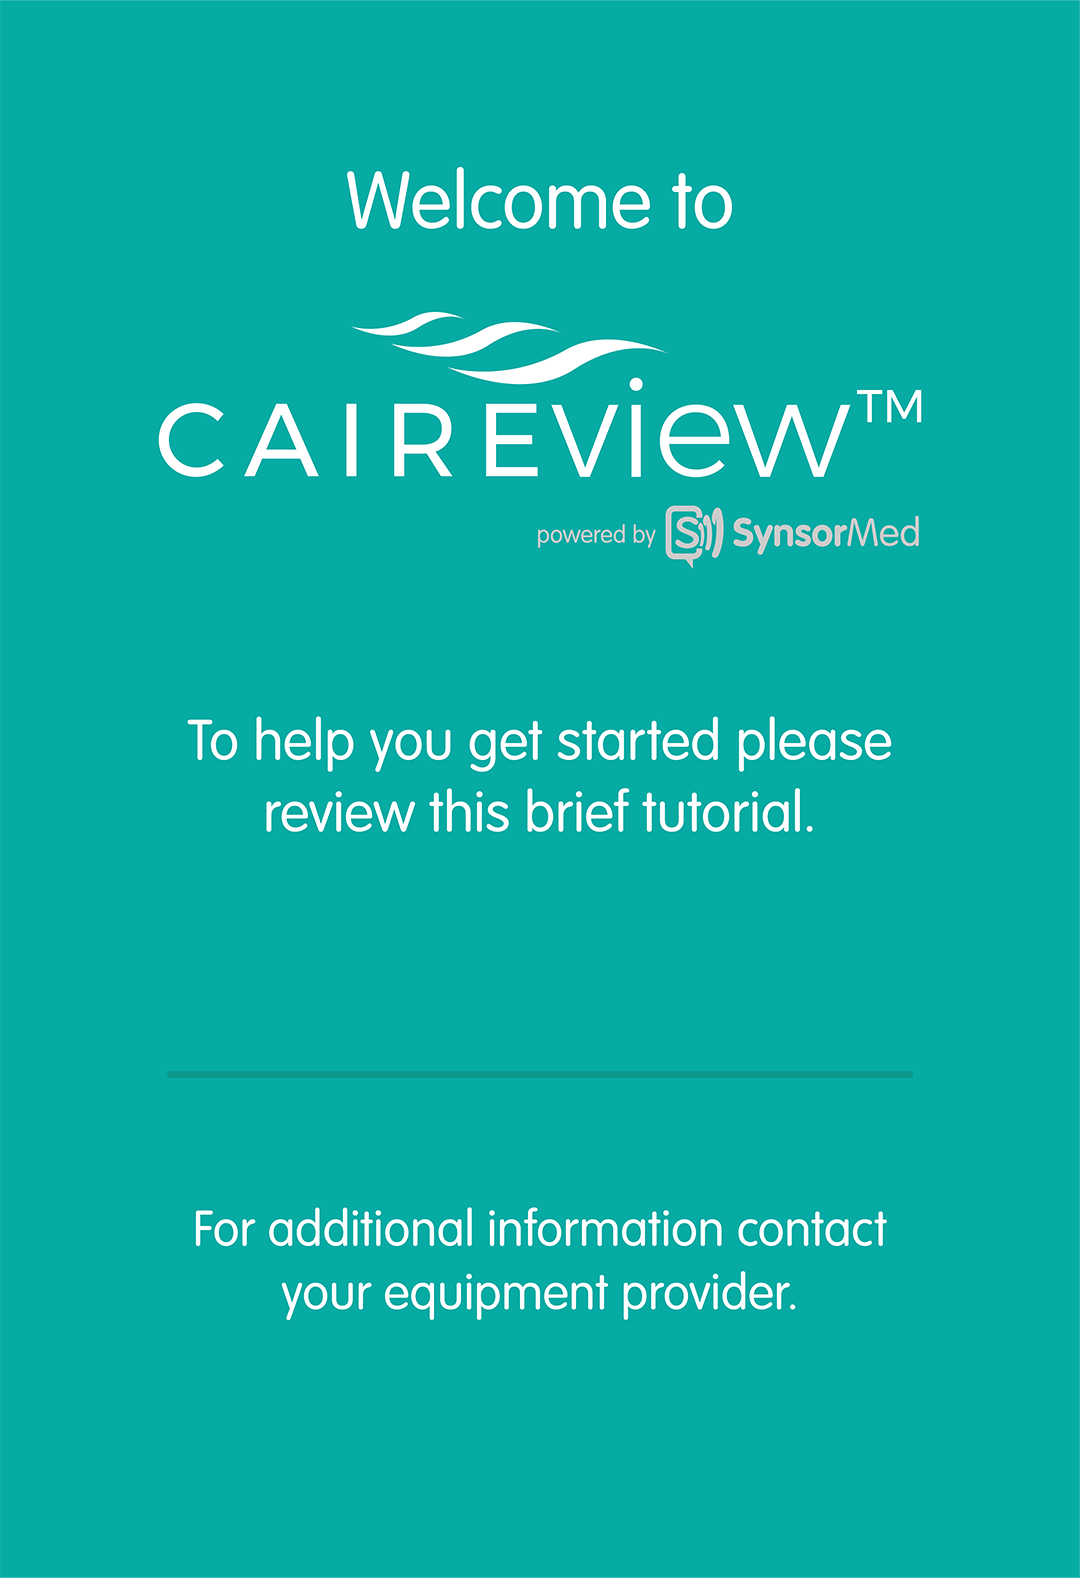 Welcome to
CAIREview™
powered by SynsorMed
To help you get started please
review this brief tutorial.
For additional information contact
your equipment provider.